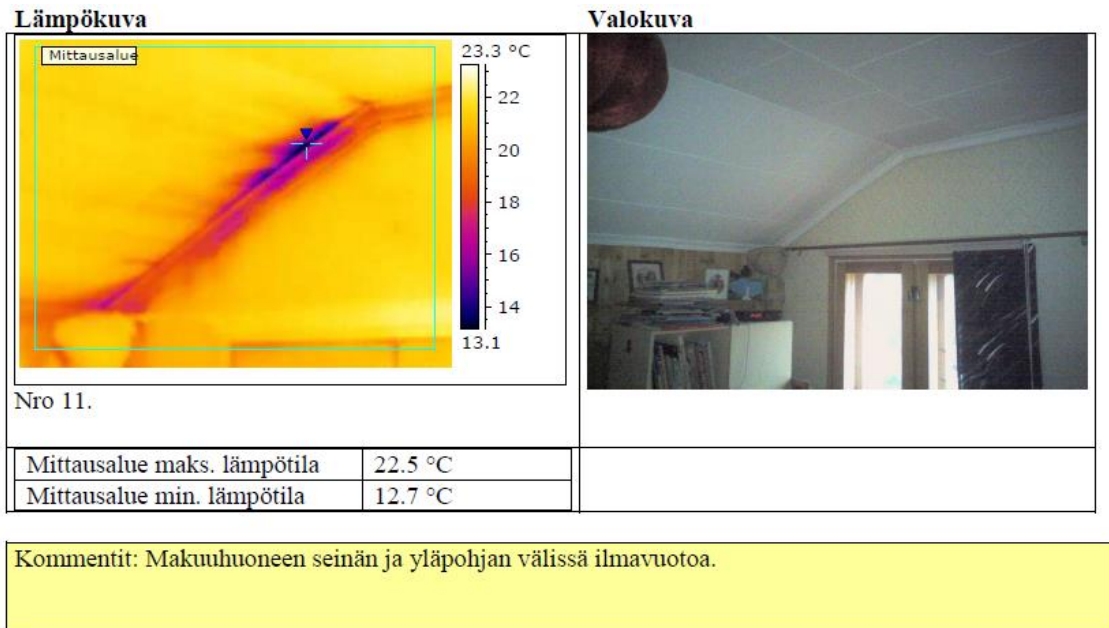 Lämpökuva
Valokuva
Mittausalue
23.3 °C
22
20
18
16
14
13.1
Nro 11.
Mittausalue maks. lämpötila 22.5 °C
Mittausalue min. lämpötila 12.7 °C
Kommentit: Makuuhuoneen seinän ja yläpohjan välissä ilmavuotoa.